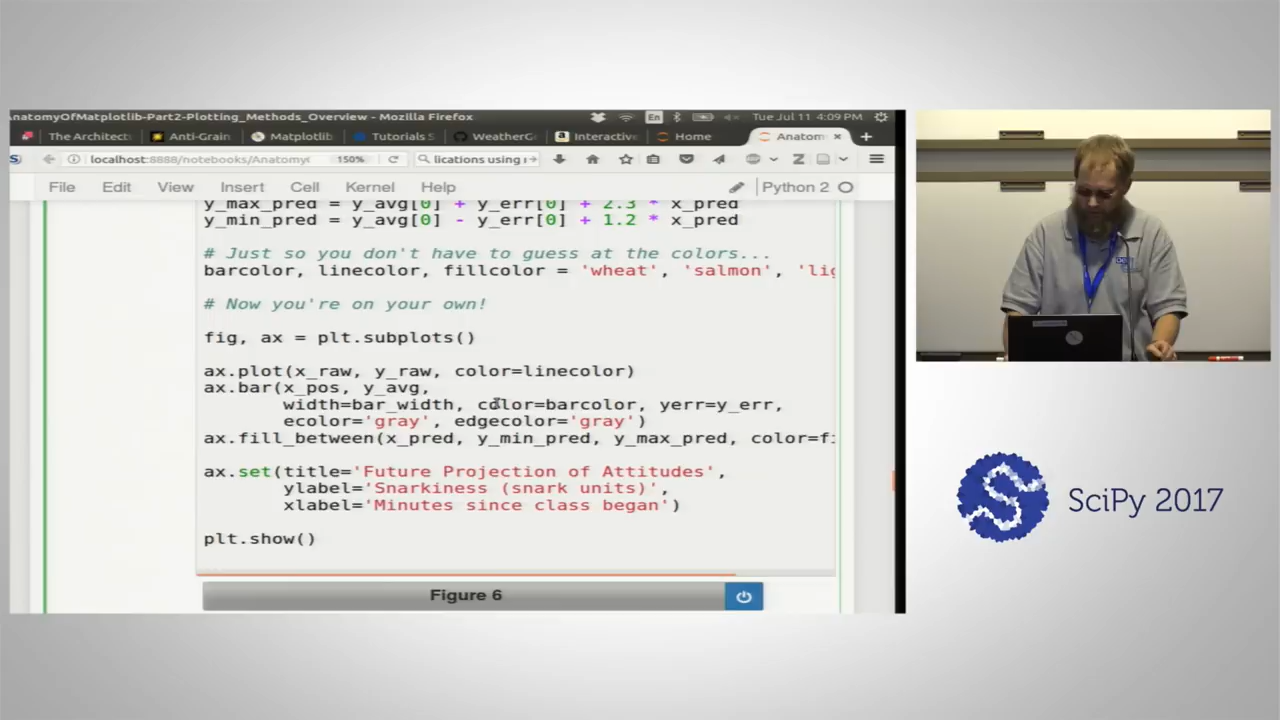 AnatomyOfMatplotlib-Part2-Plotting_Methods_Overview - Mozilla Firefox
En
Tue Jul 11 4:09 PM
The Architect
Anti-Grain
Matplotlib
Tutorials S
WeatherG
Interactive
Home
Anatom
localhost:8888/notebooks/Anatomy
150%
lications using
File Edit View Insert Cell Kernel Help
Python 2
y_max_pred = y_avg[0] + y_err[0] + 2.3 * x_pred
y_min_pred = y_avg[0] - y_err[0] + 1.2 * x_pred
# Just so you don't have to guess at the colors...
barcolor, linecolor, fillcolor = 'wheat', 'salmon', 'lig
# Now you're on your own!
fig, ax = plt.subplots()
ax.plot(x_raw, y_raw, color=linecolor)
ax.bar(x_pos, y_avg,
width=bar_width, color=barcolor, yerr=y_err,
ecolor='gray', edgecolor='gray')
ax.fill_between(x_pred, y_min_pred, y_max_pred, color=fi
ax.set(title='Future Projection of Attitudes',
ylabel='Snarkiness (snark units)',
xlabel='Minutes since class began')
plt.show()
Figure 6
SciPy 2017